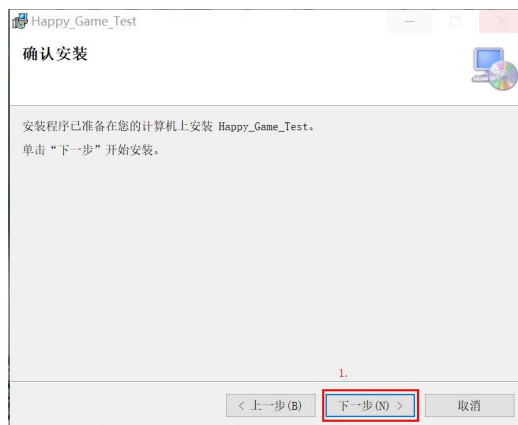 Happy_Game_Test
确认安装
安装程序已准备在您的计算机上安装 Happy_Game_Test。
单击“下一步”开始安装。
1.
< 上一步(B) 下一步(N) > 取消